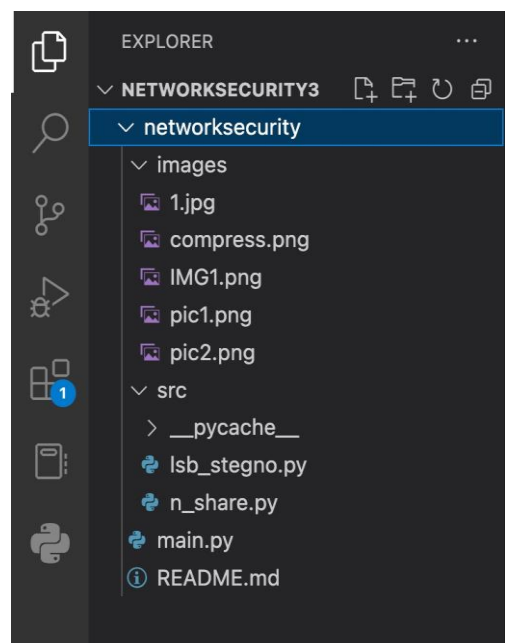 EXPLORER ...
NETWORKSECURITY3
networksecurity
images
1.jpg
compress.png
IMG1.png
pic1.png
pic2.png
1
src
__pycache__
lsb_stegno.py
n_share.py
main.py
README.md